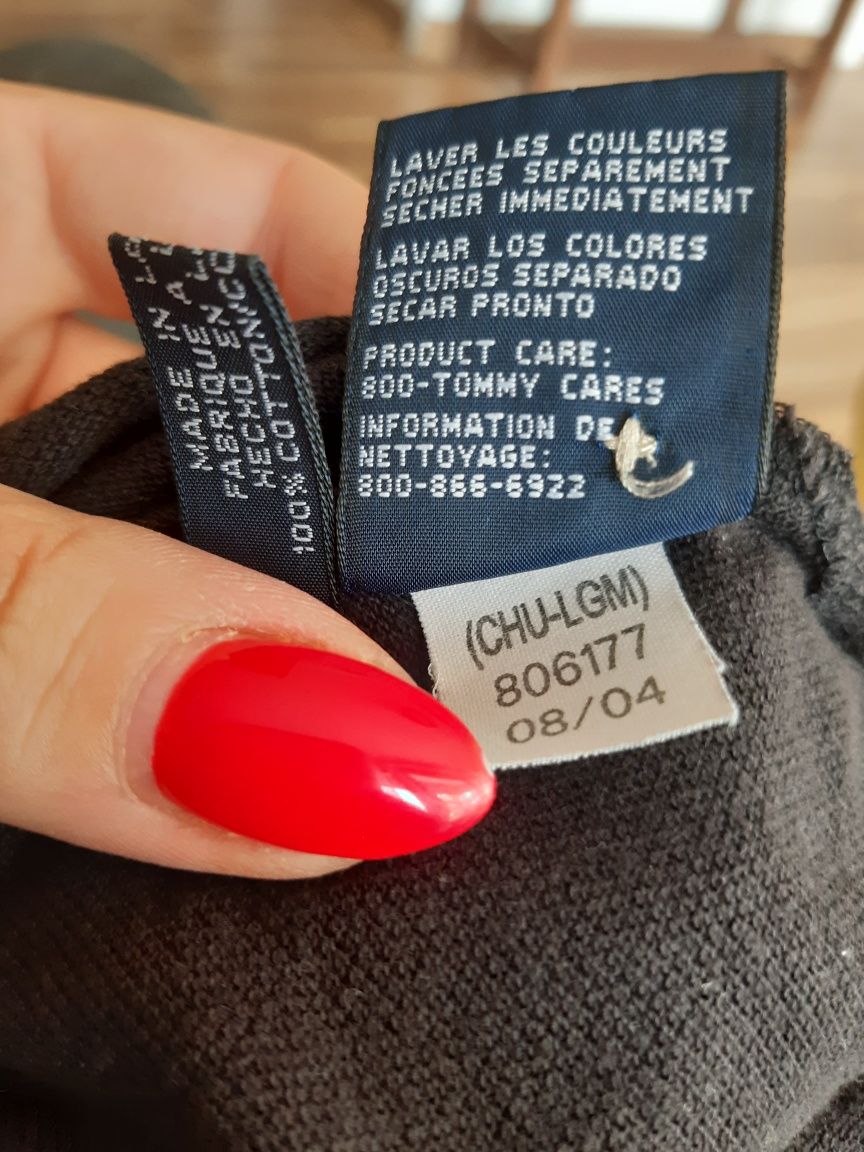 LAVER LES COULEURS
FONCEES SEPAREMENT
SECHER IMMEDIATEMENT
LAVAR LOS COLORES
OSCUROS SEPARADO
SECAR PRONTO
PRODUCT CARE:
800-TOMMY CARES
INFORMATION DE
NETTOYAGE:
800-866-6922
MADE IN
FABRIQUE
HECHO EN
100% COTTON
(CHU-LGM)
806177
08/04